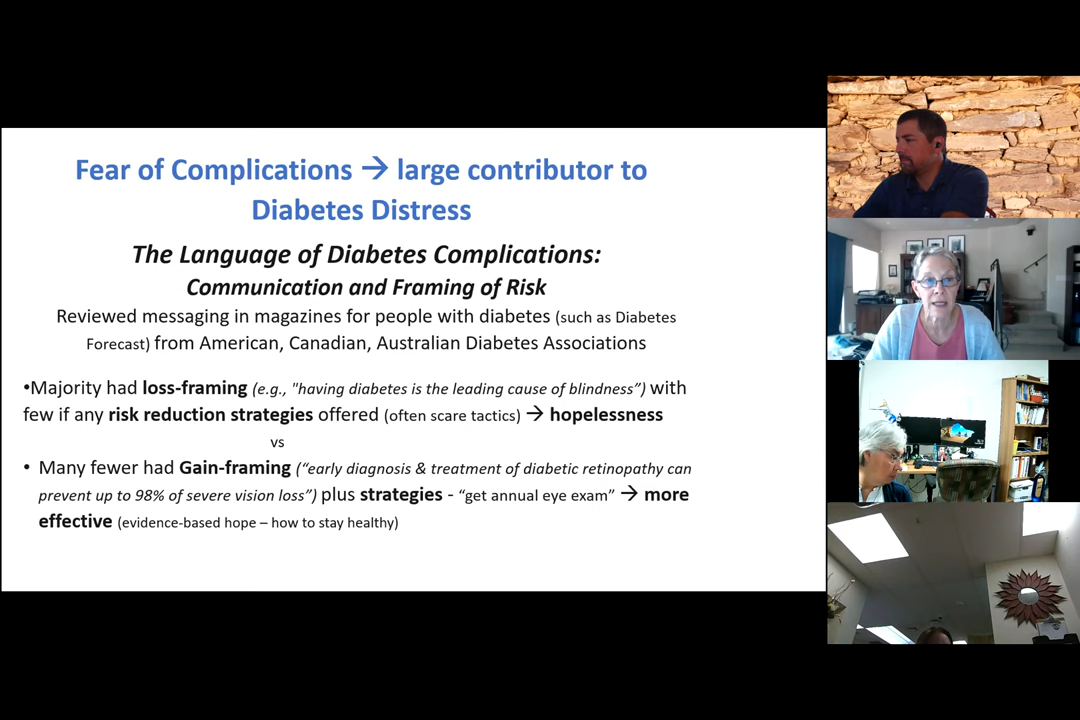 Fear of Complications → large contributor to
Diabetes Distress
The Language of Diabetes Complications:
Communication and Framing of Risk
Reviewed messaging in magazines for people with diabetes (such as Diabetes
Forecast) from American, Canadian, Australian Diabetes Associations
•Majority had loss-framing (e.g., "having diabetes is the leading cause of blindness”) with
few if any risk reduction strategies offered (often scare tactics) → hopelessness
vs
• Many fewer had Gain-framing (“early diagnosis & treatment of diabetic retinopathy can
prevent up to 98% of severe vision loss”) plus strategies - “get annual eye exam” → more
effective (evidence-based hope – how to stay healthy)